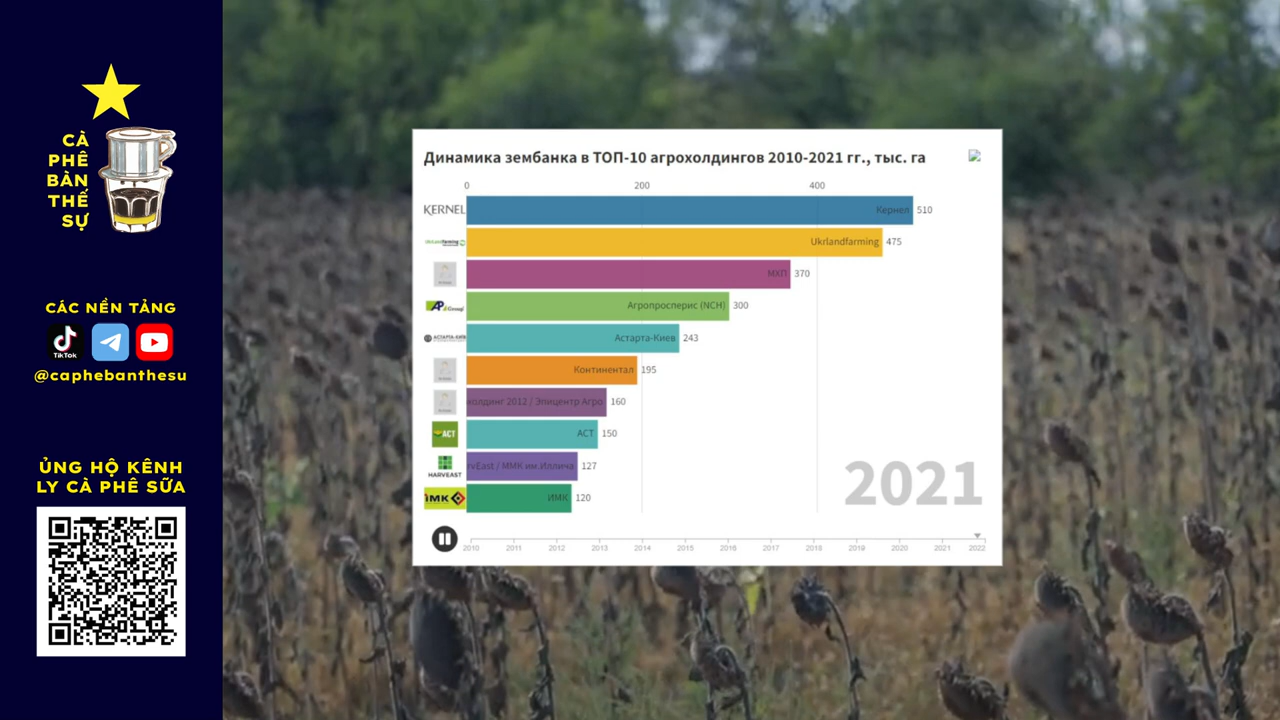 CÀ
PHÊ
BÀN
THẾ
SỰ
CÁC NỀN TẢNG
TikTok
@caphebanthesu
ỦNG HỘ KÊNH
LY CÀ PHÊ SỮA
Динамика зембанка в ТОП-10 агрохолдингов 2010-2021 гг., тыс. га
0 200 400
KERNEL Кернел 510
Ukrlandfarming 475
МХП 370
Агропросперис (NCH) 300
АСТАРТА-КИЇВ Астарта-Киев 243
Континентал 195
холдинг 2012 / Эпицентр Агро 160
АСТ АСТ 150
HARVEAST rvEast / ММК им.Иллича 127
ІМК ИМК 120
2021
2010 2011 2012 2013 2014 2015 2016 2017 2018 2019 2020 2021 2022